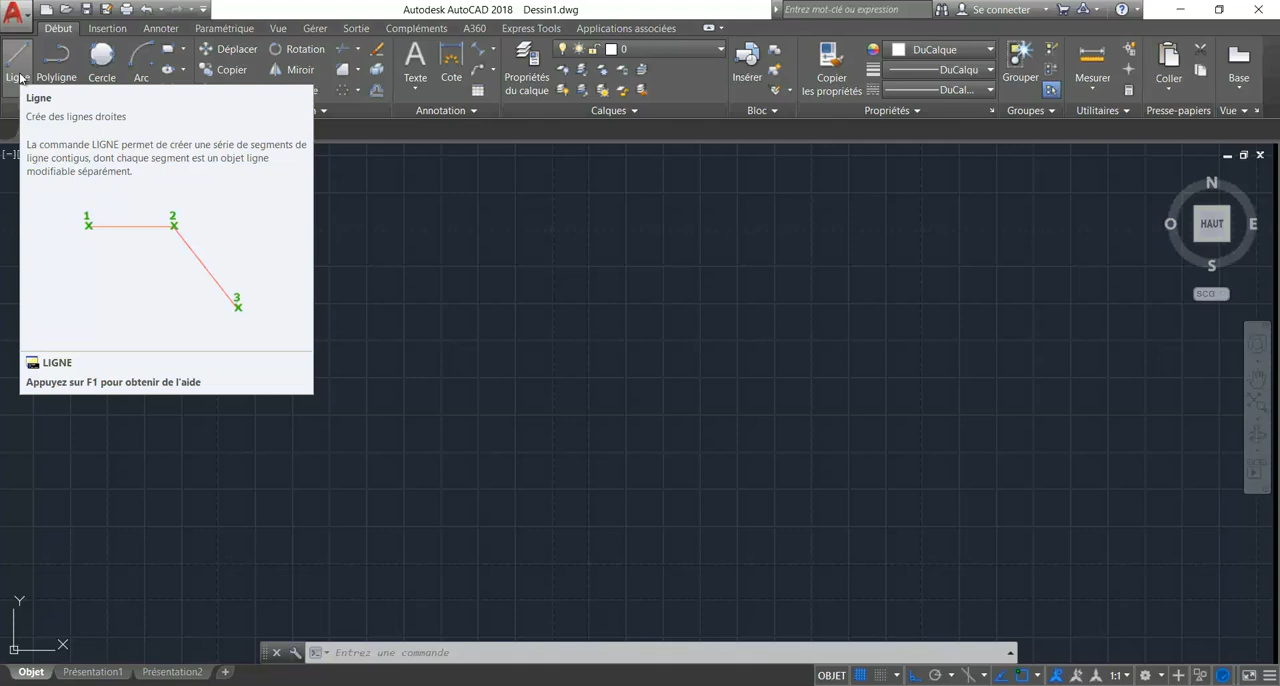 Autodesk AutoCAD 2018 Dessin1.dwg
Entrez mot-clé ou expression
Se connecter
Début Insertion Annoter Paramétrique Vue Gérer Sortie Compléments A360 Express Tools Applications associées
Ligne Polyligne Cercle Arc
Déplacer Rotation
Copier Miroir
Texte Cote
Annotation
Propriétés
du calque
0
Calques
Insérer
Bloc
Copier
les propriétés
DuCalque
DuCalqu
DuCal...
Propriétés
Grouper
Groupes
Mesurer
Utilitaires
Coller
Presse-papiers
Base
Vue
Ligne
Crée des lignes droites
La commande LIGNE permet de créer une série de segments
de ligne contigus, dont chaque segment est un objet ligne
modifiable séparément.
1 2
3
LIGNE
Appuyez sur F1 pour obtenir de l'aide
N
O HAUT E
S
SCG
Y
X
Entrez une commande
Objet Présentation1 Présentation2 +
OBJET
1:1